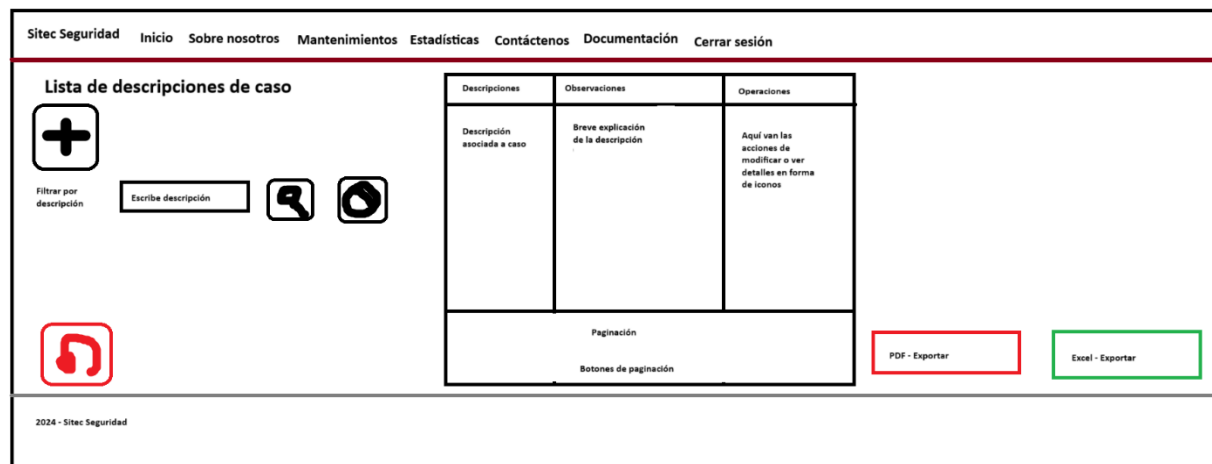 Sitec Seguridad Inicio Sobre nosotros Mantenimientos Estadísticas Contáctenos Documentación Cerrar sesión
Lista de descripciones de caso
Filtrar por
descripción
Escribe descripción
Descripciones Observaciones Operaciones
Descripción
asociada a caso
Breve explicación
de la descripción
Aquí van las
acciones de
modificar o ver
detalles en forma
de iconos
Paginación
Botones de paginación
PDF - Exportar
Excel - Exportar
2024 - Sitec Seguridad